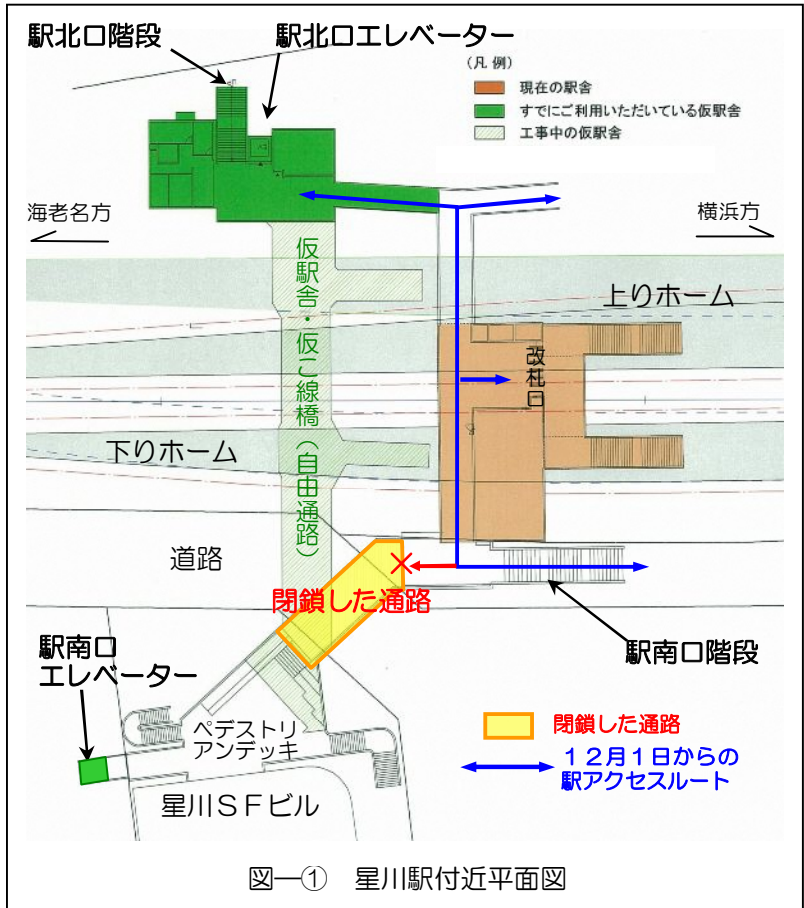 駅北口階段
駅北口エレベーター
(凡 例)
現在の駅舎
すでにご利用いただいている仮駅舎
工事中の仮駅舎
海老名方
横浜方
仮駅舎・仮こ線橋(自由通路)
上りホーム
改札口
下りホーム
道路
閉鎖した通路
駅南口
エレベーター
駅南口階段
ペデストリ
アンデッキ
閉鎖した通路
12月1日からの
駅アクセスルート
星川SFビル
図―① 星川駅付近平面図